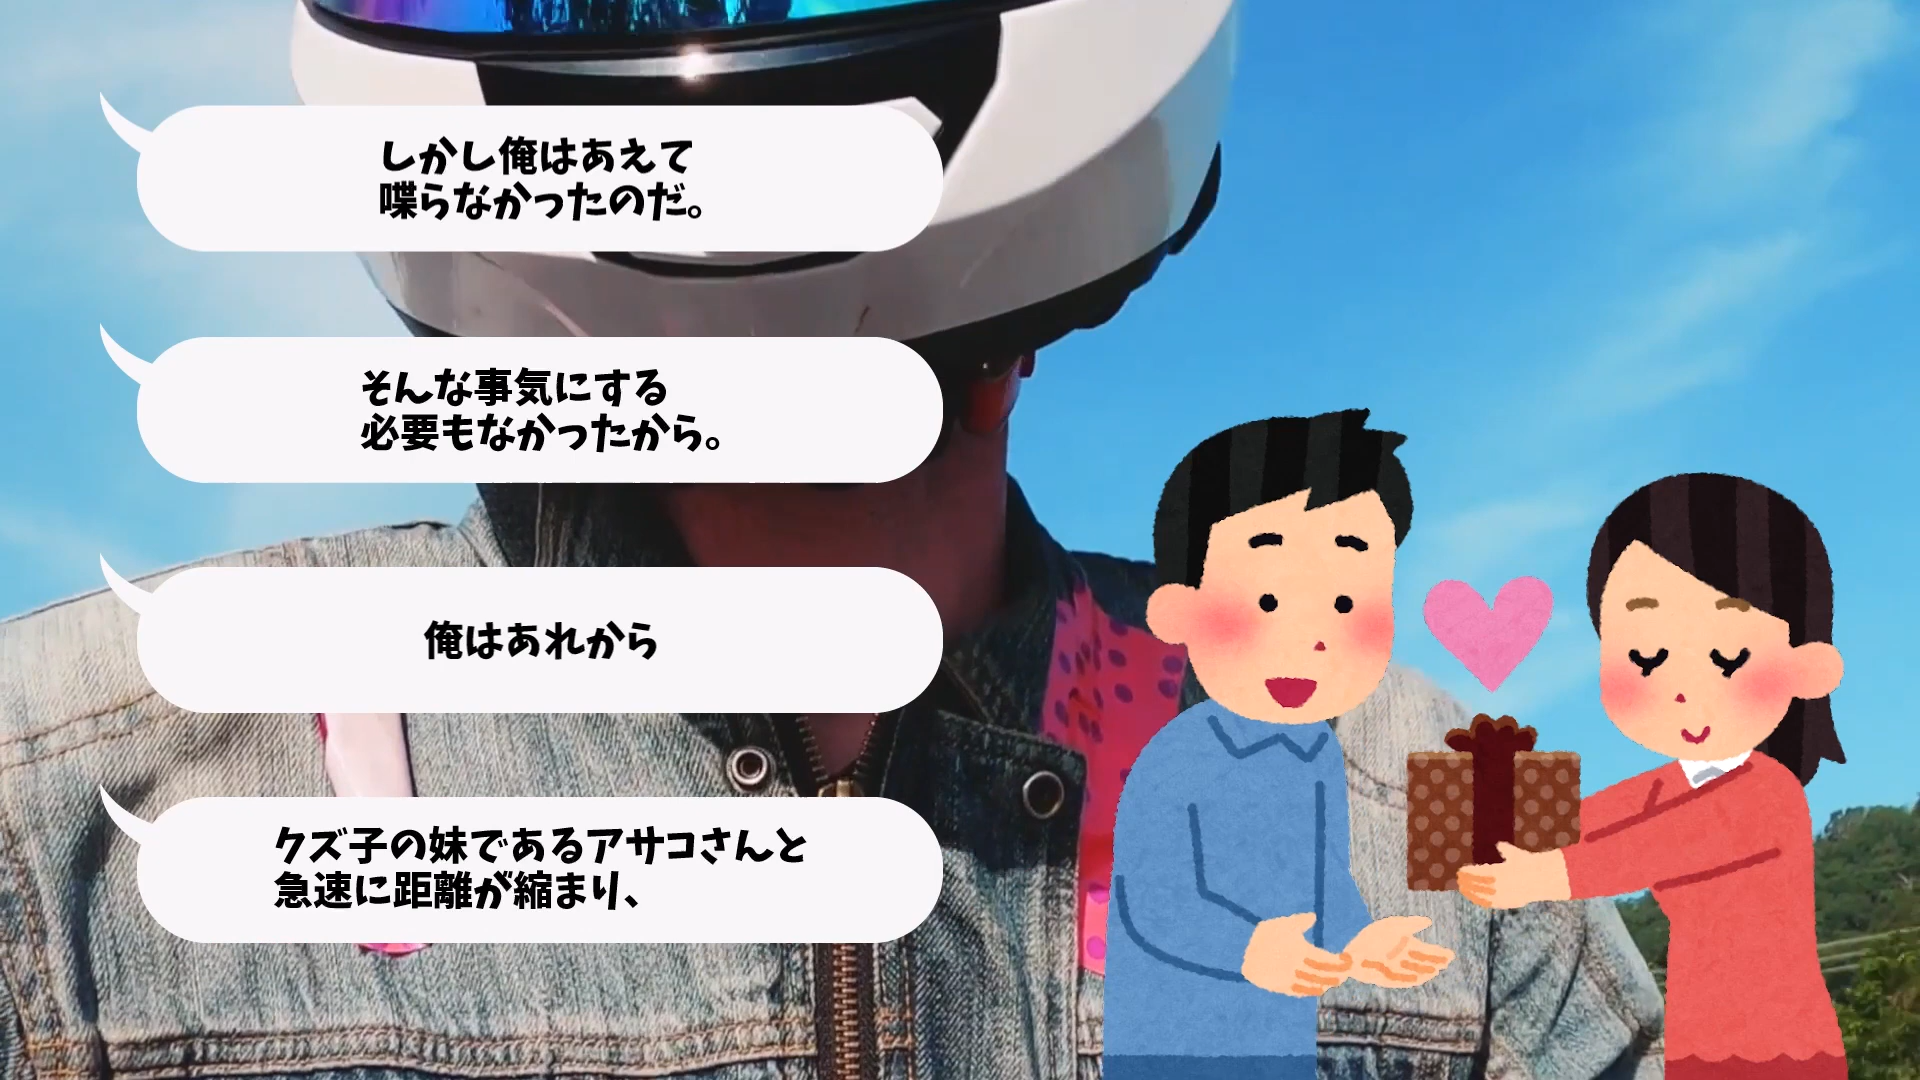 しかし俺はあえて
喋らなかったのだ。
そんな事気にする
必要もなかったから。
俺はあれから
クズ子の妹であるアサコさんと
急速に距離が縮まり、